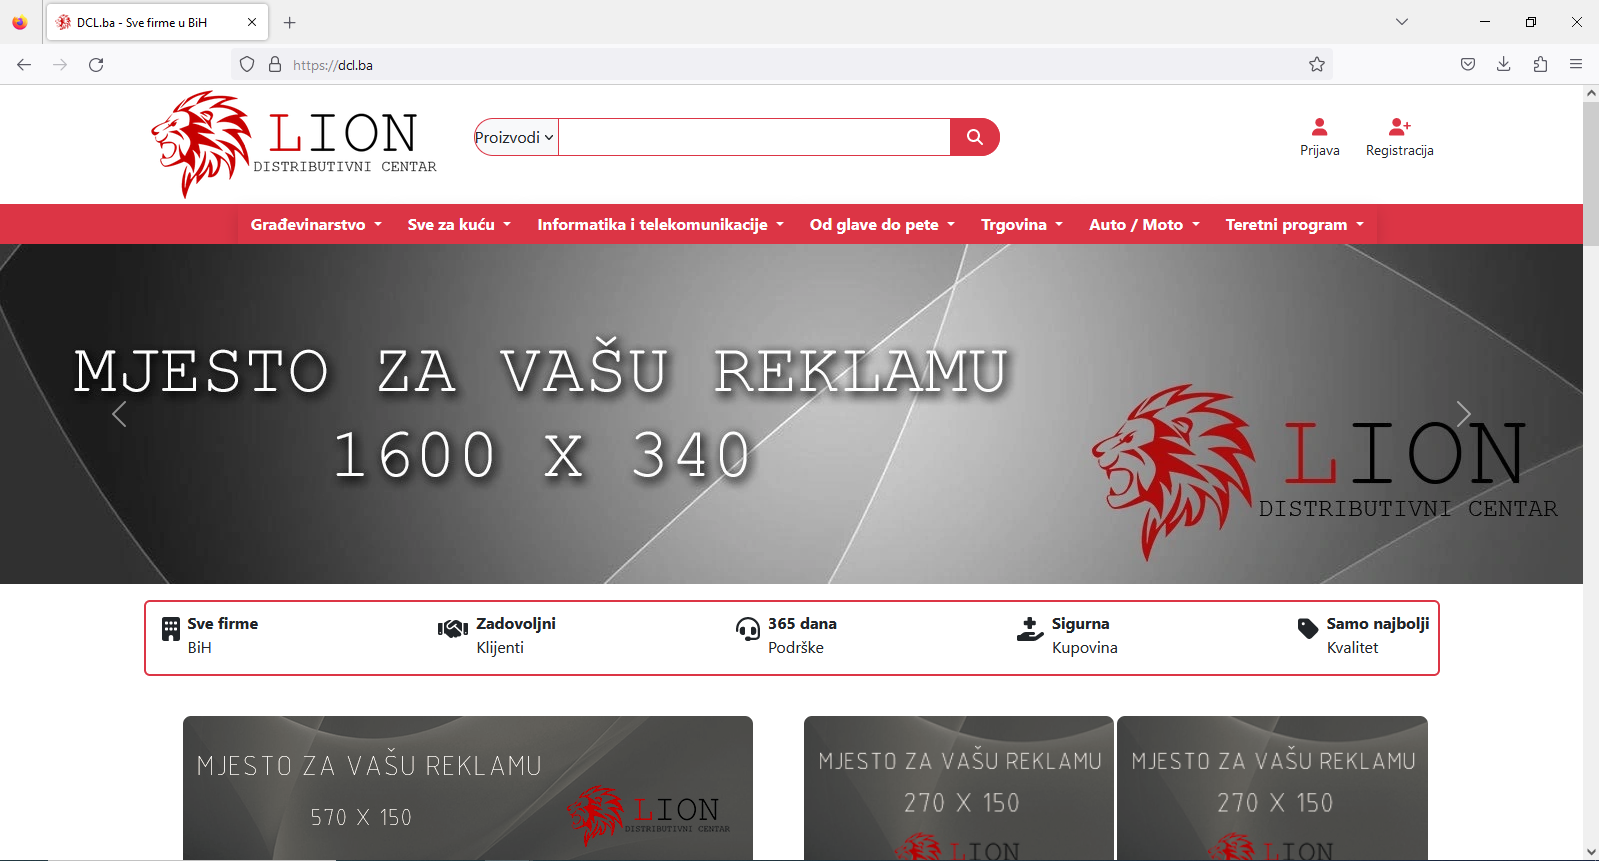 DCL.ba - Sve firme u BiH
https://dcl.ba
LION
DISTRIBUTIVNI CENTAR
Proizvodi
Prijava
Registracija
Građevinarstvo
Sve za kuću
Informatika i telekomunikacije
Od glave do pete
Trgovina
Auto / Moto
Teretni program
MJESTO ZA VAŠU REKLAMU
1600 X 340
LION
DISTRIBUTIVNI CENTAR
Sve firme
BiH
Zadovoljni
Klijenti
365 dana
Podrške
Sigurna
Kupovina
Samo najbolji
Kvalitet
MJESTO ZA VAŠU REKLAMU
570 X 150
LION
DISTRIBUTIVNI CENTAR
MJESTO ZA VAŠU REKLAMU
270 X 150
LION
MJESTO ZA VAŠU REKLAMU
270 X 150
LION